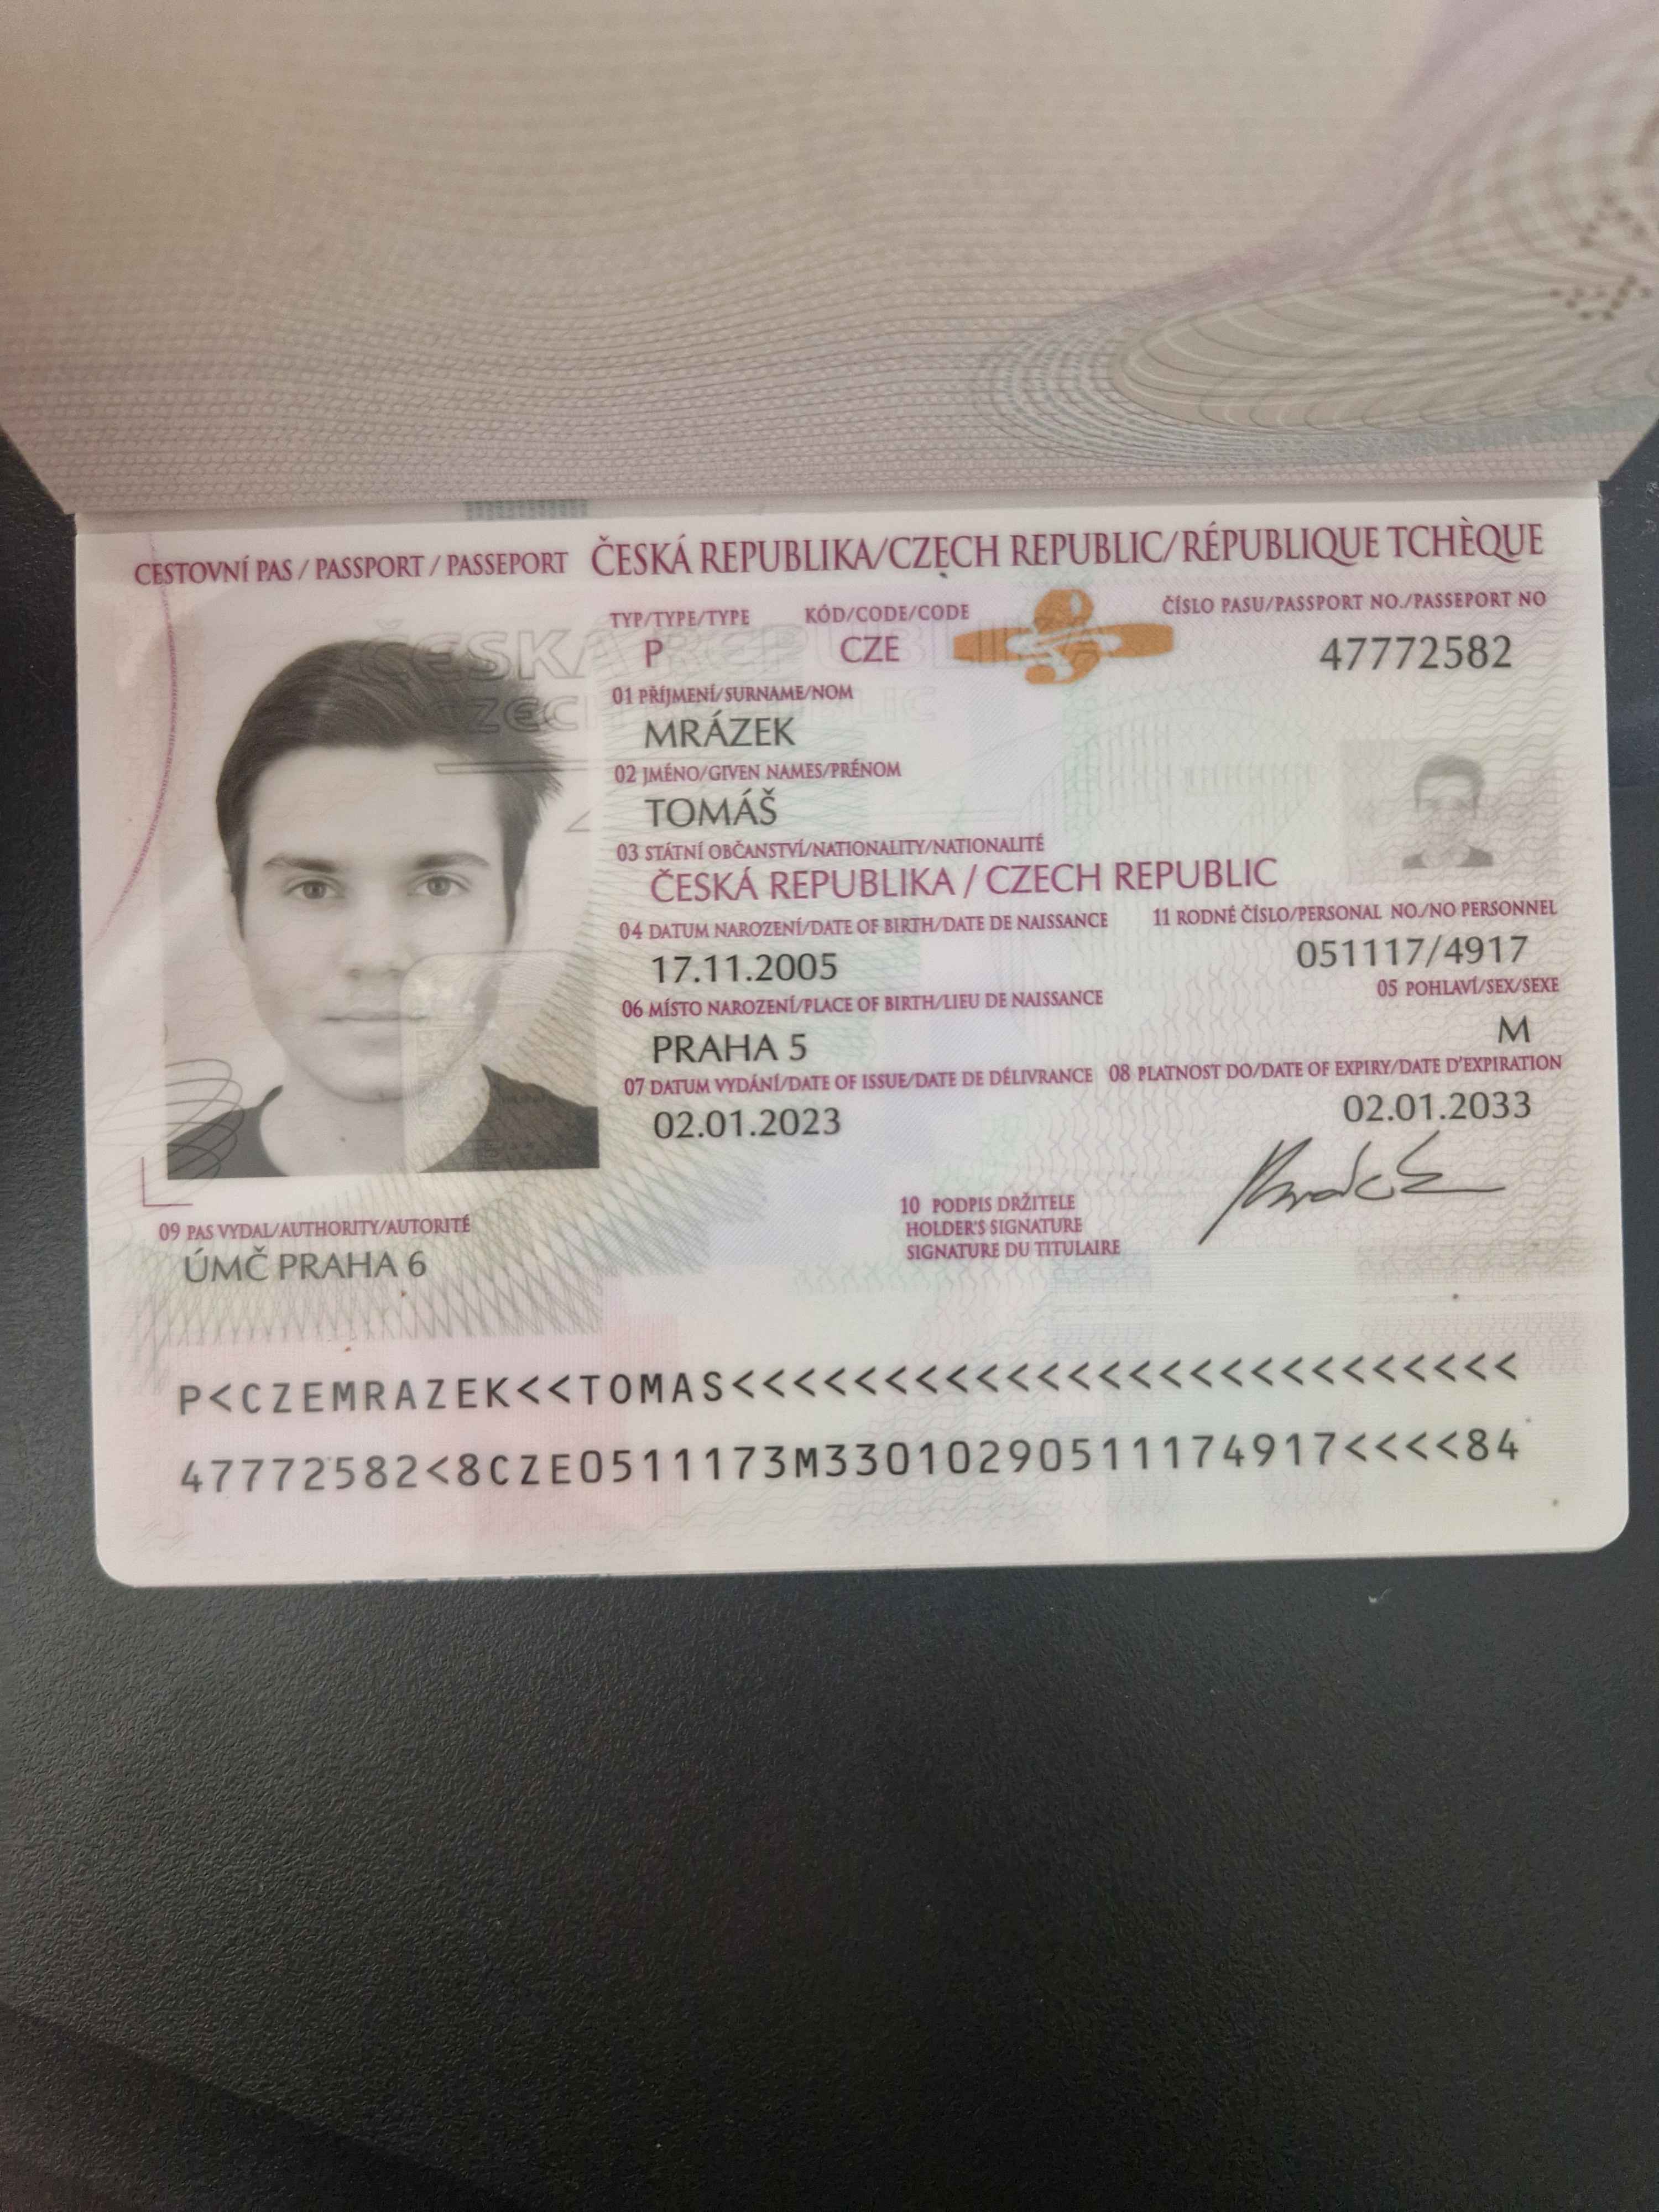 CESTOVNÍ PAS / PASSPORT / PASSEPORT ČESKÁ REPUBLIKA/CZECH REPUBLIC/RÉPUBLIQUE TCHÈQUE
TYP/TYPE/TYPE KÓD/CODE/CODE ČÍSLO PASU/PASSPORT NO./PASSEPORT NO
P CZE 47772582
01 PŘÍJMENÍ/SURNAME/NOM
MRÁZEK
02 JMÉNO/GIVEN NAMES/PRÉNOM
TOMÁŠ
03 STÁTNÍ OBČANSTVÍ/NATIONALITY/NATIONALITÉ
ČESKÁ REPUBLIKA / CZECH REPUBLIC
04 DATUM NAROZENÍ/DATE OF BIRTH/DATE DE NAISSANCE 11 RODNÉ ČÍSLO/PERSONAL NO./NO PERSONNEL
17.11.2005 051117/4917
06 MÍSTO NAROZENÍ/PLACE OF BIRTH/LIEU DE NAISSANCE 05 POHLAVÍ/SEX/SEXE
PRAHA 5 M
07 DATUM VYDÁNÍ/DATE OF ISSUE/DATE DE DÉLIVRANCE 08 PLATNOST DO/DATE OF EXPIRY/DATE D'EXPIRATION
02.01.2023 02.01.2033
09 PAS VYDAL/AUTHORITY/AUTORITÉ
ÚMČ PRAHA 6
10 PODPIS DRŽITELE
HOLDER'S SIGNATURE
SIGNATURE DU TITULAIRE
P<CZEMRAZEK<<TOMAS<<<<<<<<<<<<<<<<<<<<<<<<<<
47772582<8CZE0511173M33010290511174917<<<<84